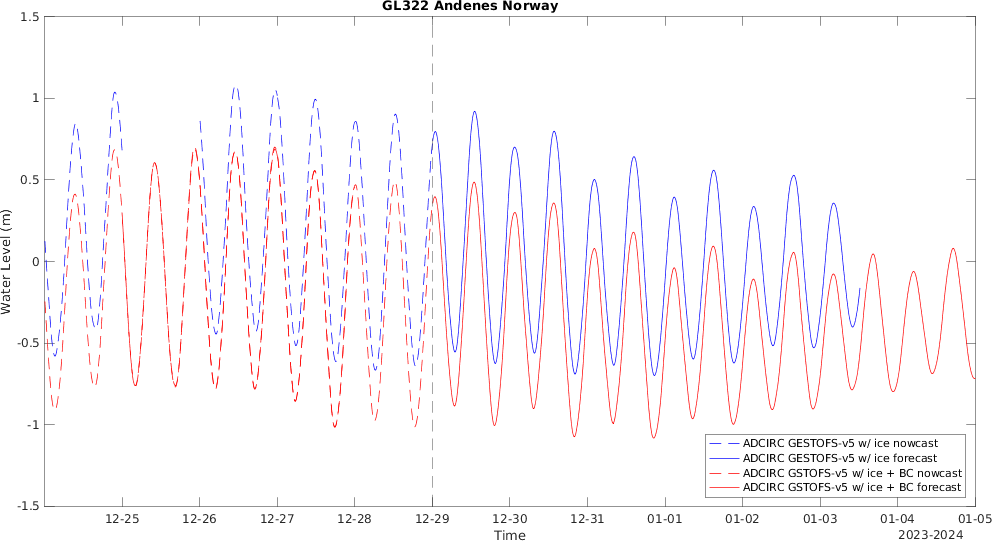 GL322 Andenes Norway
1.5
1
0.5
0
-0.5
-1
-1.5
Water Level (m)
ADCIRC GESTOFS-v5 w/ ice nowcast
ADCIRC GESTOFS-v5 w/ ice forecast
ADCIRC GSTOFS-v5 w/ ice + BC nowcast
ADCIRC GSTOFS-v5 w/ ice + BC forecast
12-25 12-26 12-27 12-28 12-29 12-30 12-31 01-01 01-02 01-03 01-04 01-05
Time
2023-2024